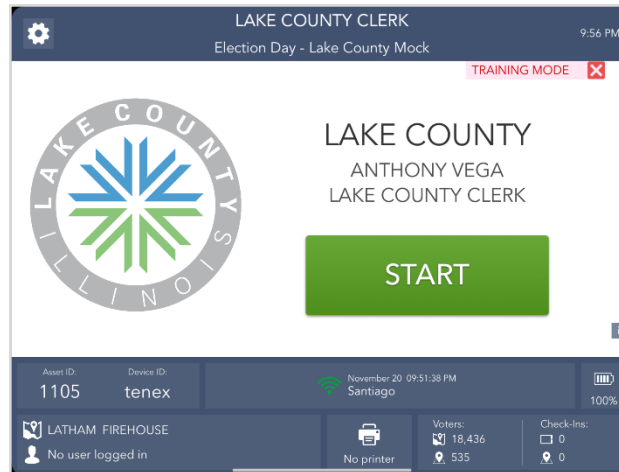 LAKE COUNTY CLERK
Election Day - Lake County Mock
9:56 PM
TRAINING MODE
LAKE COUNTY
ILLINOIS
LAKE COUNTY
ANTHONY VEGA
LAKE COUNTY CLERK
START
Asset ID:
1105
Device ID:
tenex
November 20 09:51:38 PM
Santiago
100%
LATHAM FIREHOUSE
No user logged in
No printer
Voters:
18,436
535
Check-Ins:
0
0